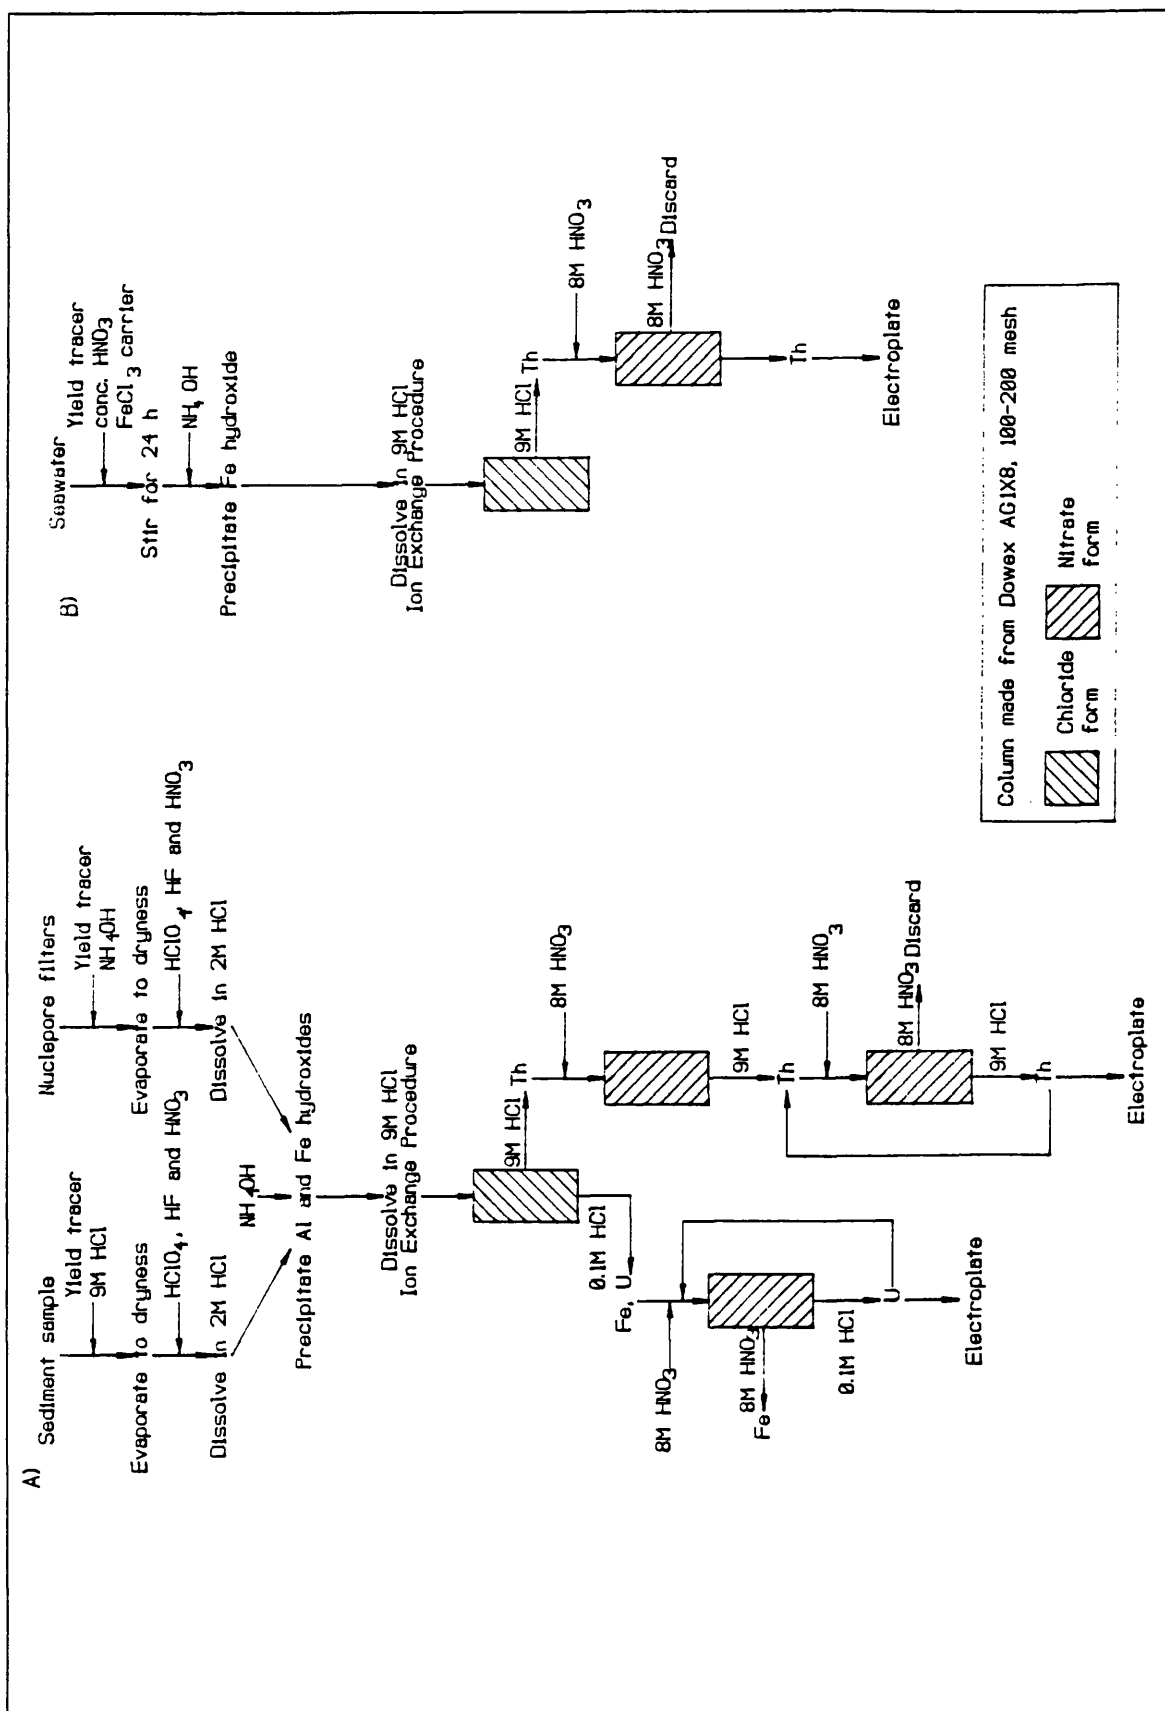 A)
Sediment sample
Yield tracer
9M HCl
Evaporate to dryness
HClO4, HF and HNO3
Dissolve in 2M HCl
Nuclepore filters
Yield tracer
NH4OH
Evaporate to dryness
HClO4, HF and HNO3
Dissolve in 2M HCl
NH4OH
Precipitate Al and Fe hydroxides
Dissolve in 9M HCl
Ion Exchange Procedure
9M HCl
Th
8M HNO3
0.1M HCl
Fe, U
8M HNO3
8M HNO3
Fe
0.1M HCl
U
Electroplate
9M HCl
Th
8M HNO3
8M HNO3 Discard
9M HCl
Th
Electroplate
B)
Seawater
Yield tracer
conc. HNO3
FeCl3 carrier
Stir for 24 h
NH4OH
Precipitate Fe hydroxide
Dissolve in 9M HCl
Ion Exchange Procedure
9M HCl
Th
8M HNO3
8M HNO3 Discard
Th
Electroplate
Column made from Dowex AG1X8, 100-200 mesh
Chloride form
Nitrate form